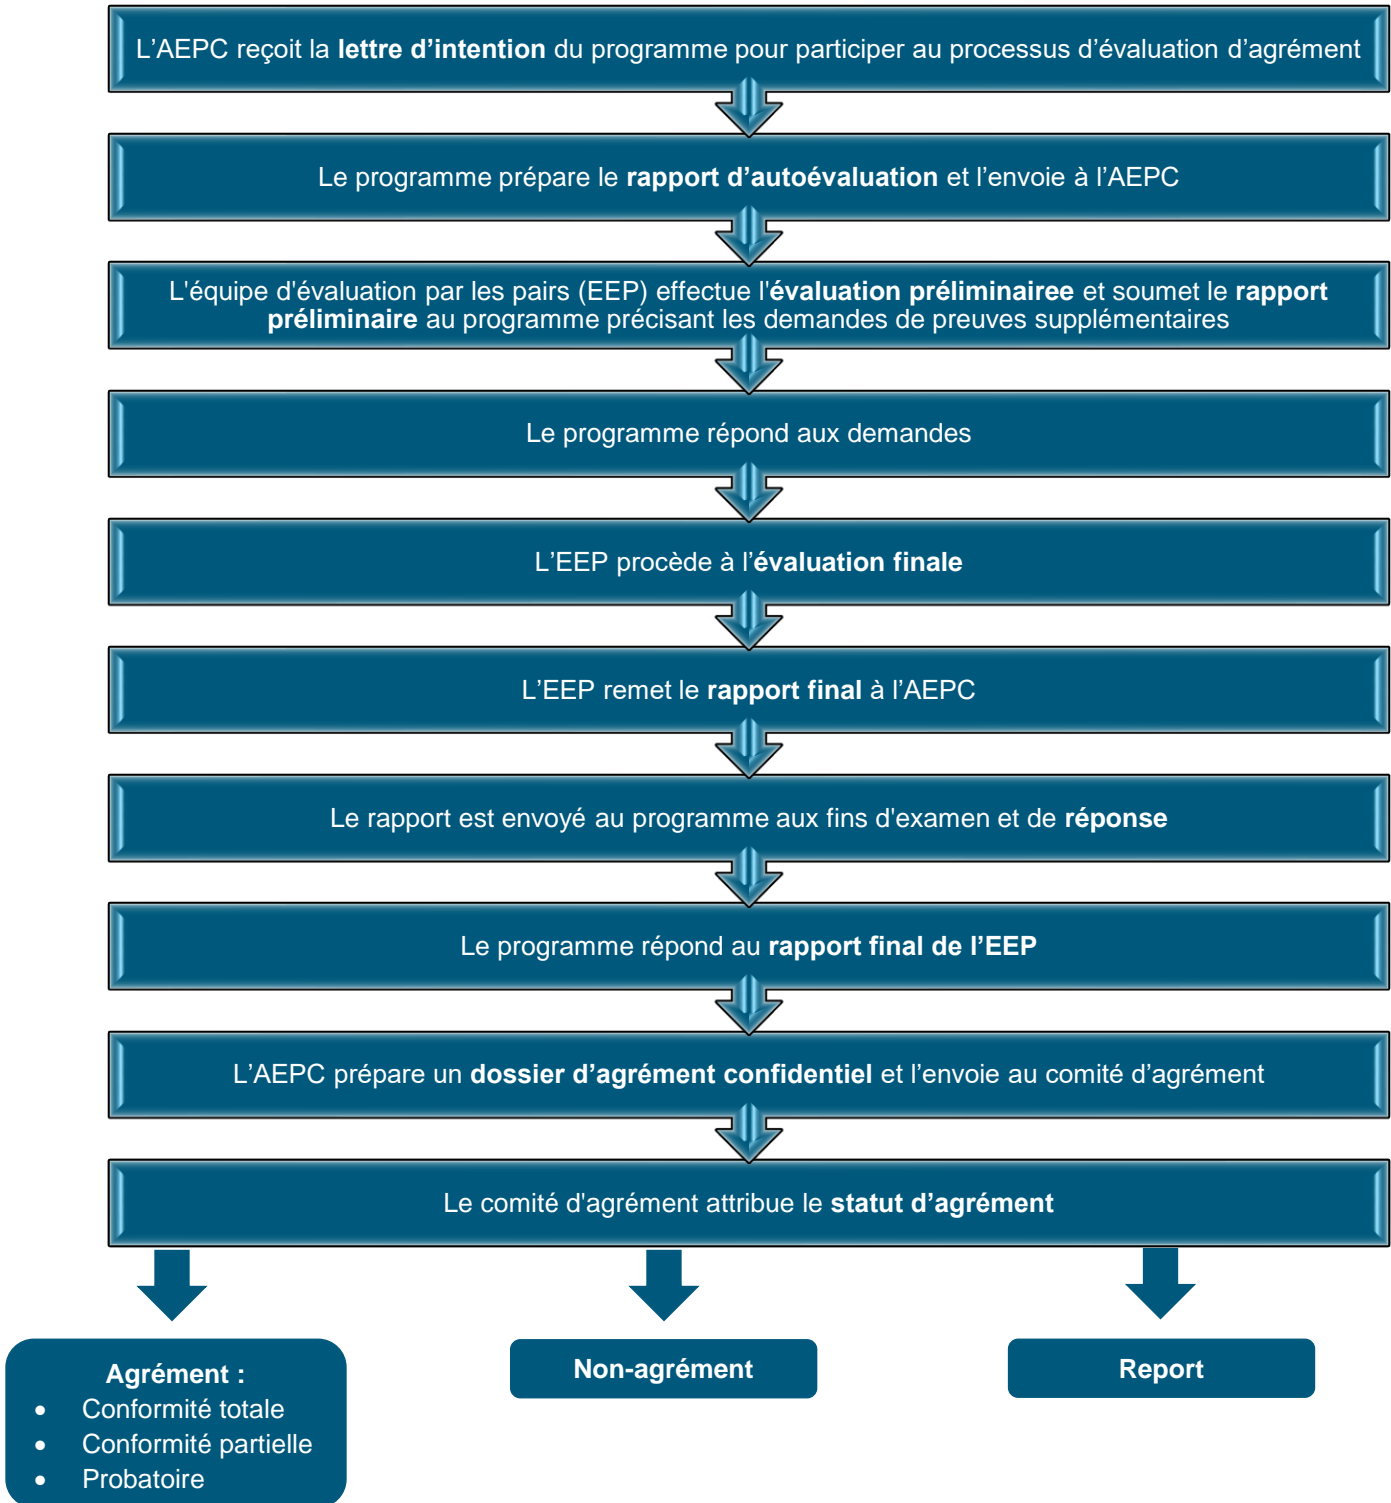 L’AEPC reçoit la lettre d’intention du programme pour participer au processus d’évaluation d’agrément
Le programme prépare le rapport d’autoévaluation et l’envoie à l’AEPC
L'équipe d'évaluation par les pairs (EEP) effectue l'évaluation préliminairee et soumet le rapport
préliminaire au programme précisant les demandes de preuves supplémentaires
Le programme répond aux demandes
L’EEP procède à l’évaluation finale
L’EEP remet le rapport final à l’AEPC
Le rapport est envoyé au programme aux fins d'examen et de réponse
Le programme répond au rapport final de l’EEP
L’AEPC prépare un dossier d’agrément confidentiel et l’envoie au comité d’agrément
Le comité d'agrément attribue le statut d’agrément
Agrément :
• Conformité totale
• Conformité partielle
• Probatoire
Non-agrément
Report